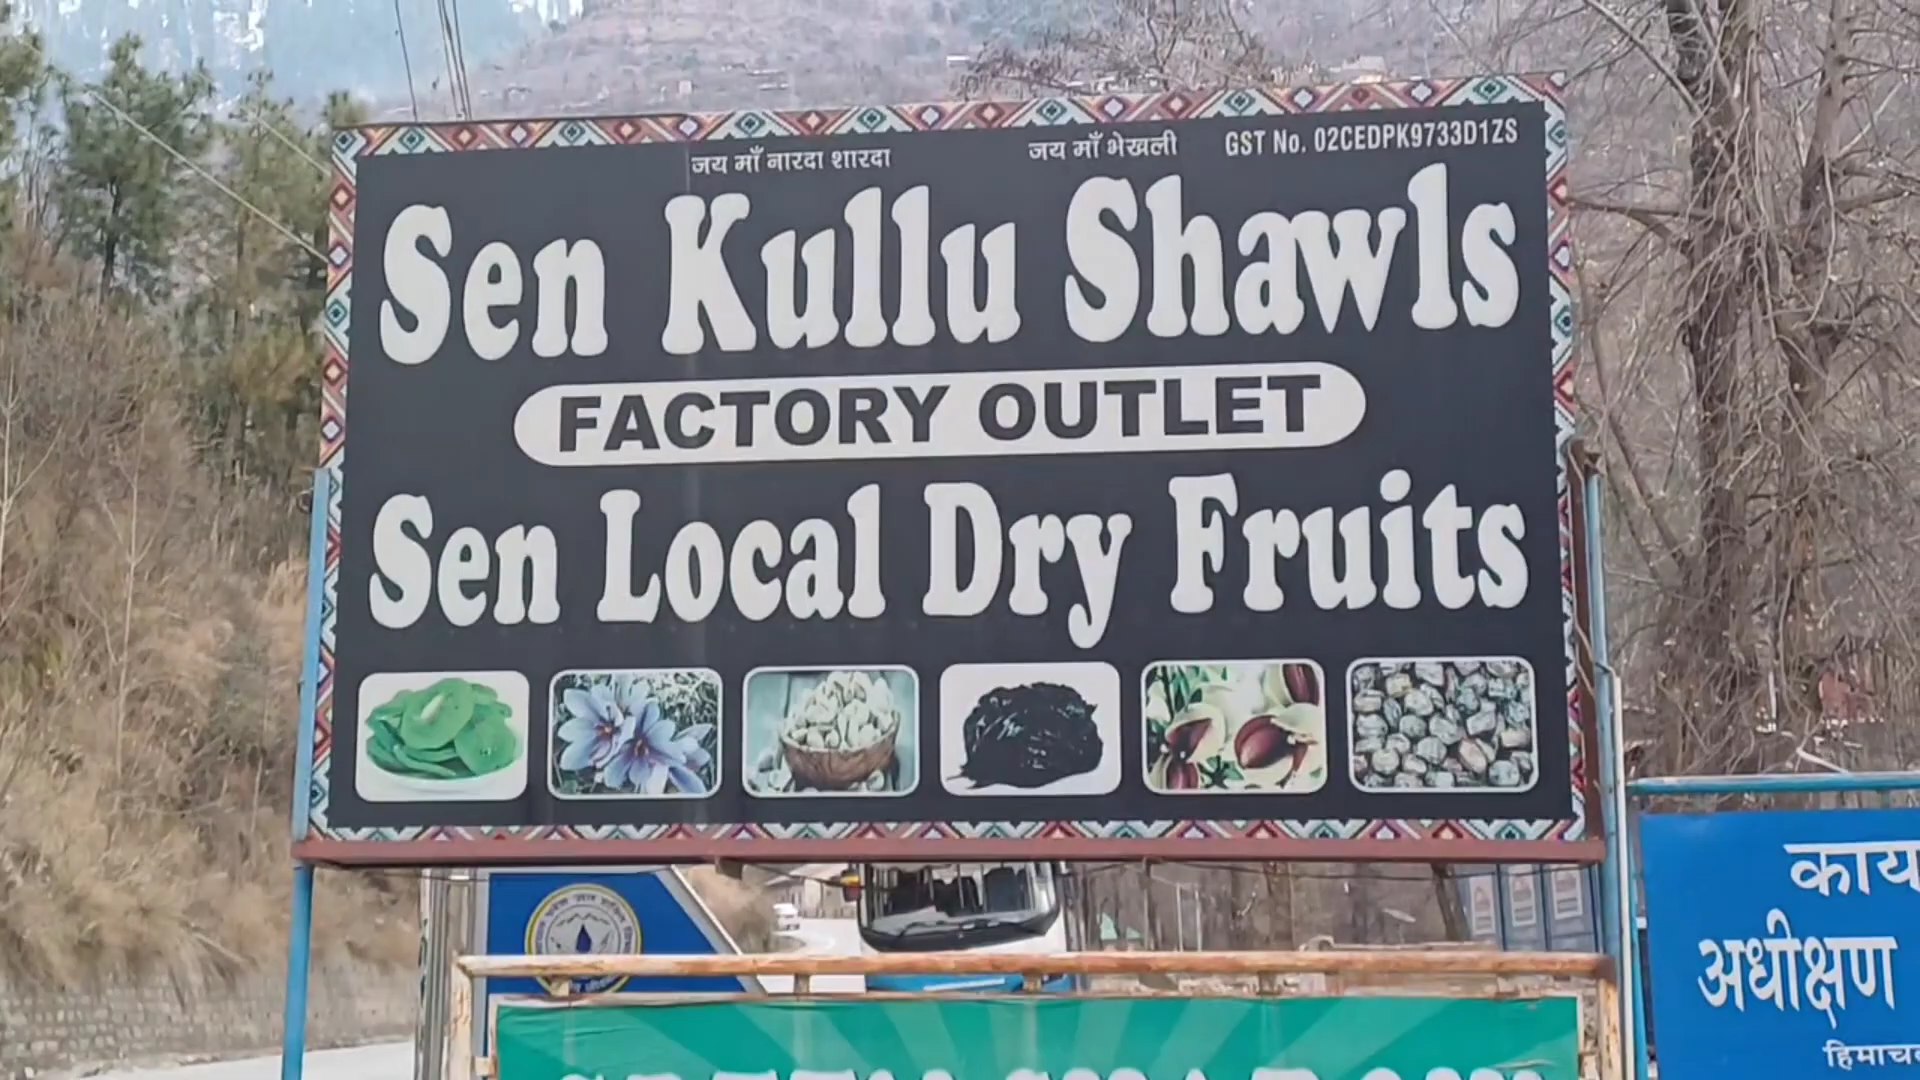 जय माँ नारदा शारदा
जय माँ भेखली
GST No. 02CEDPK9733D1ZS
Sen Kullu Shawls
FACTORY OUTLET
Sen Local Dry Fruits
अधीक्षण